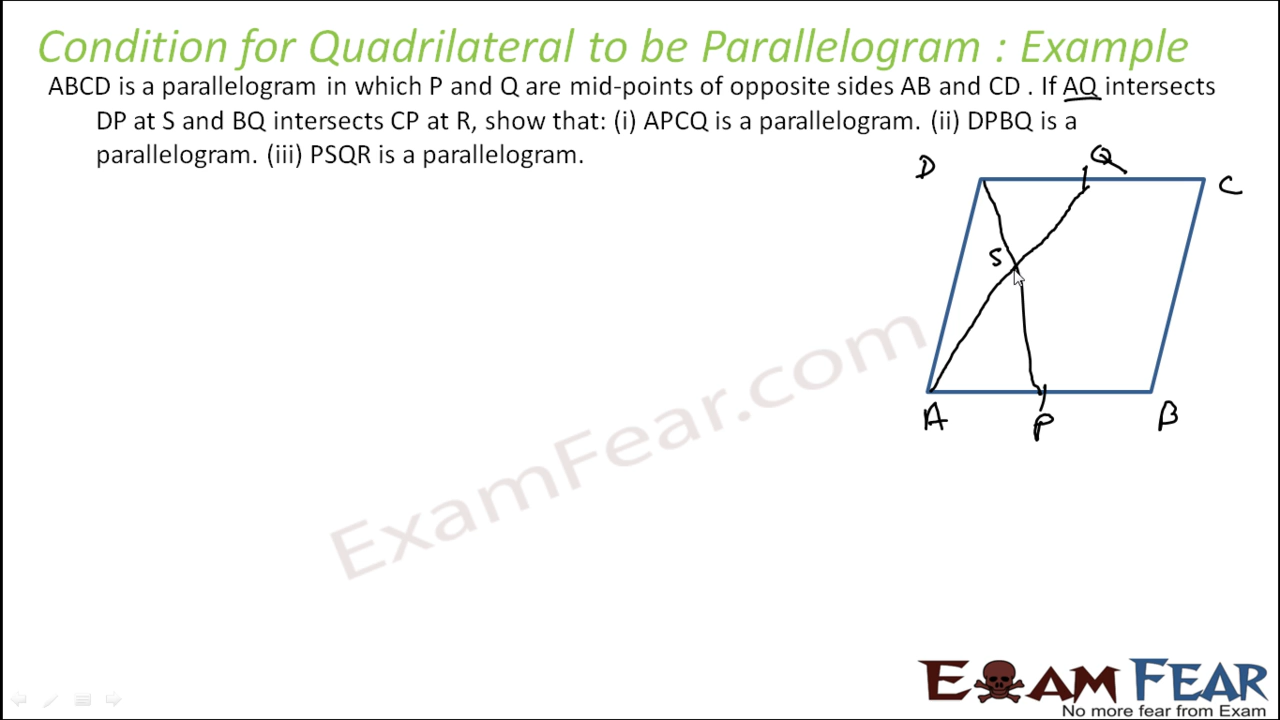 Condition for Quadrilateral to be Parallelogram : Example
ABCD is a parallelogram in which P and Q are mid-points of opposite sides AB and CD . If AQ intersects
DP at S and BQ intersects CP at R, show that: (i) APCQ is a parallelogram. (ii) DPBQ is a
parallelogram. (iii) PSQR is a parallelogram.
D
Q
C
S
A
P
B
ExamFear.com
EXAM FEAR
No more fear from Exam